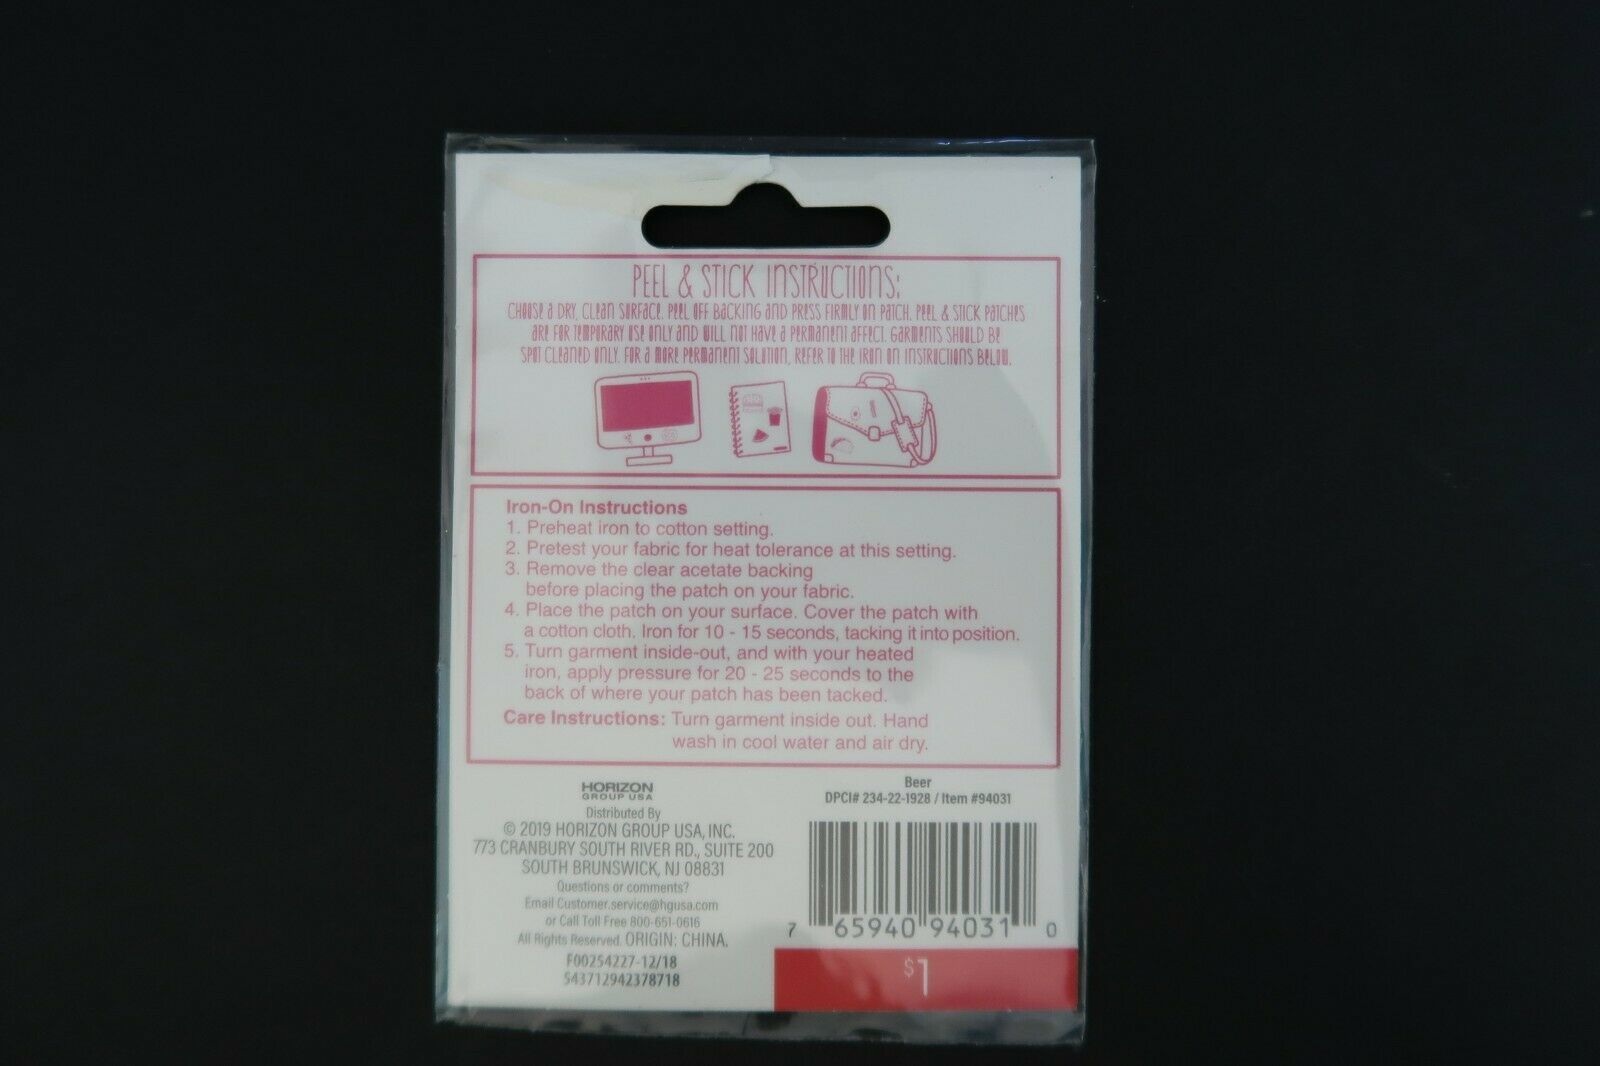 PEEL & STICK INSTRUCTIONS:
CHOOSE A DRY, CLEAN SURFACE. PEEL OFF BACKING AND PRESS FIRMLY ON PATCH. PEEL & STICK PATCHES
ARE FOR TEMPORARY USE ONLY AND WILL NOT HAVE A PERMANENT AFFECT. GARMENTS SHOULD BE
SPOT CLEANED ONLY. FOR A MORE PERMANENT SOLUTION, REFER TO THE IRON ON INSTRUCTIONS BELOW.
Iron-On Instructions
1. Preheat iron to cotton setting.
2. Pretest your fabric for heat tolerance at this setting.
3. Remove the clear acetate backing
before placing the patch on your fabric.
4. Place the patch on your surface. Cover the patch with
a cotton cloth. Iron for 10 - 15 seconds, tacking it into position.
5. Turn garment inside-out, and with your heated
iron, apply pressure for 20 - 25 seconds to the
back of where your patch has been tacked.
Care Instructions: Turn garment inside out. Hand
wash in cool water and air dry.
HORIZON
GROUP USA
Distributed By
© 2019 HORIZON GROUP USA, INC.
773 CRANBURY SOUTH RIVER RD., SUITE 200
SOUTH BRUNSWICK, NJ 08831
Questions or comments?
Email Customer.service@hgusa.com
or Call Toll Free 800-651-0616
All Rights Reserved. ORIGIN: CHINA.
F00254227-12/18
543712942378718
Beer
DPCI# 234-22-1928 / Item #94031
7 65940 94031 0
$1